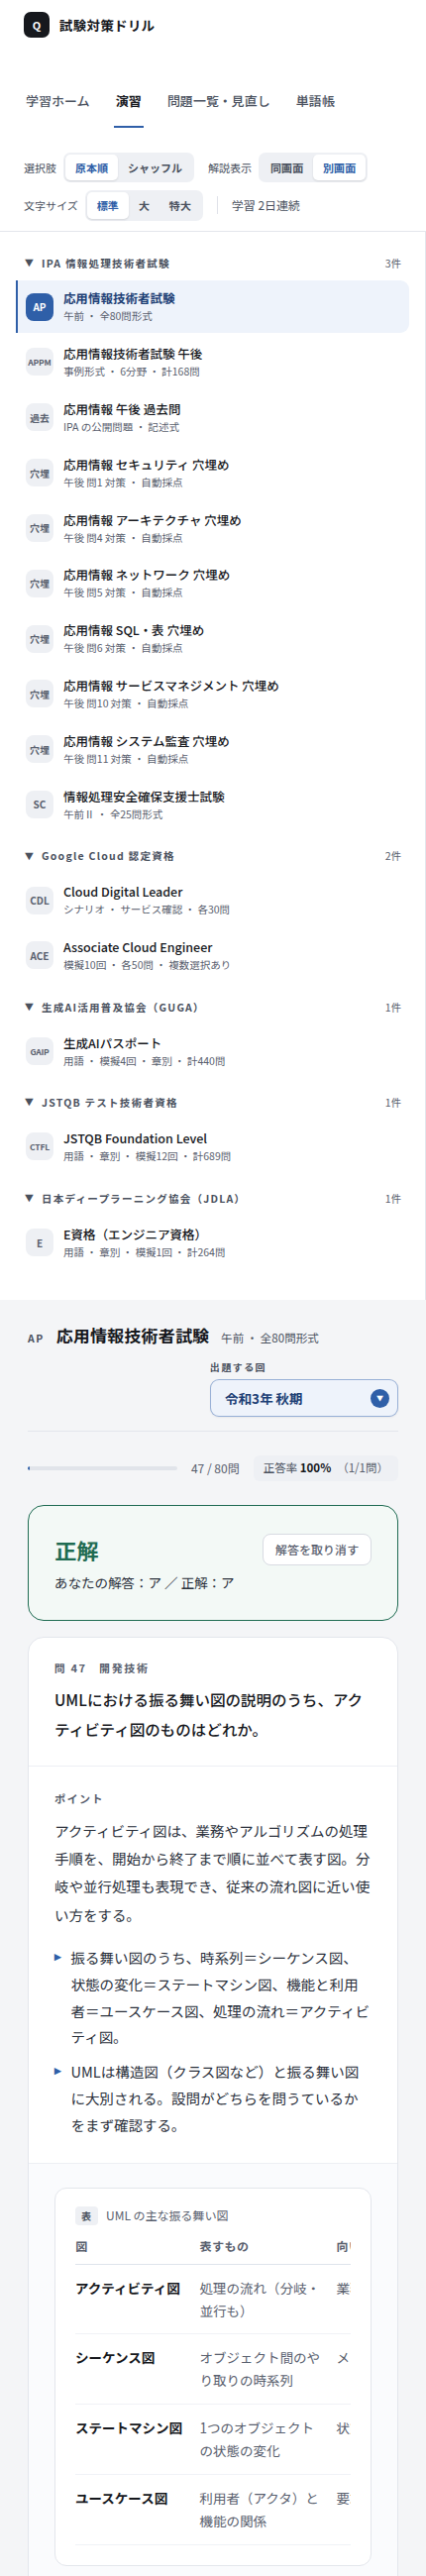 Q 試験対策ドリル
学習ホーム 演習 問題一覧・見直し 単語帳
選択肢 原本順 シャッフル 解説表示 同画面 別画面
文字サイズ 標準 大 特大 学習 2日連続
▼ IPA 情報処理技術者試験 3件
AP 応用情報技術者試験
午前 ・ 全80問形式
APPM 応用情報技術者試験 午後
事例形式 ・ 6分野 ・ 計168問
過去 応用情報 午後 過去問
IPA の公開問題 ・ 記述式
穴埋 応用情報 セキュリティ 穴埋め
午後 問1 対策 ・ 自動採点
穴埋 応用情報 アーキテクチャ 穴埋め
午後 問4 対策 ・ 自動採点
穴埋 応用情報 ネットワーク 穴埋め
午後 問5 対策 ・ 自動採点
穴埋 応用情報 SQL・表 穴埋め
午後 問6 対策 ・ 自動採点
穴埋 応用情報 サービスマネジメント 穴埋め
午後 問10 対策 ・ 自動採点
穴埋 応用情報 システム監査 穴埋め
午後 問11 対策 ・ 自動採点
SC 情報処理安全確保支援士試験
午前Ⅱ ・ 全25問形式
▼ Google Cloud 認定資格 2件
CDL Cloud Digital Leader
シナリオ ・ サービス確認 ・ 各30問
ACE Associate Cloud Engineer
模擬10回 ・ 各50問 ・ 複数選択あり
▼ 生成AI活用普及協会（GUGA） 1件
GAIP 生成AIパスポート
用語 ・ 模擬4回 ・ 章別 ・ 計440問
▼ JSTQB テスト技術者資格 1件
CTFL JSTQB Foundation Level
用語 ・ 章別 ・ 模擬12回 ・ 計689問
▼ 日本ディープラーニング協会（JDLA） 1件
E E資格（エンジニア資格）
用語 ・ 章別 ・ 模擬1回 ・ 計264問
AP 応用情報技術者試験 午前 ・ 全80問形式
出題する回
令和3年 秋期 ▼
47 / 80問 正答率 100% （1/1問）
正解 解答を取り消す
あなたの解答：ア ／ 正解：ア
問 47 開発技術
UMLにおける振る舞い図の説明のうち、アク
ティビティ図のものはどれか。
ポイント
アクティビティ図は、業務やアルゴリズムの処理
手順を、開始から終了まで順に並べて表す図。分
岐や並行処理も表現でき、従来の流れ図に近い使
い方をする。
▶ 振る舞い図のうち、時系列＝シーケンス図、
状態の変化＝ステートマシン図、機能と利用
者＝ユースケース図、処理の流れ＝アクティビ
ティ図。
▶ UMLは構造図（クラス図など）と振る舞い図
に大別される。設問がどちらを問うているか
をまず確認する。
表 UML の主な振る舞い図
図 表すもの 向
アクティビティ図 処理の流れ（分岐・ 業
並行も）
シーケンス図 オブジェクト間のや メ
り取りの時系列
ステートマシン図 1つのオブジェクト 状
の状態の変化
ユースケース図 利用者（アクタ）と 要
機能の関係